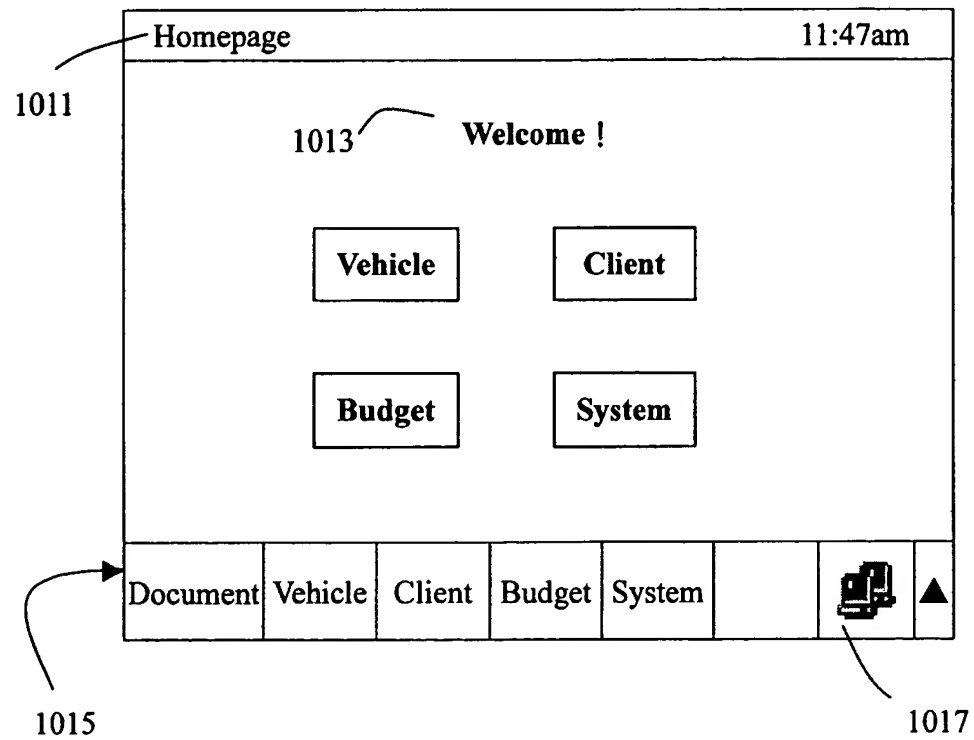 Homepage 11:47am
1011
1013 Welcome !
Vehicle Client
Budget System
Document Vehicle Client Budget System ▲
1015 1017